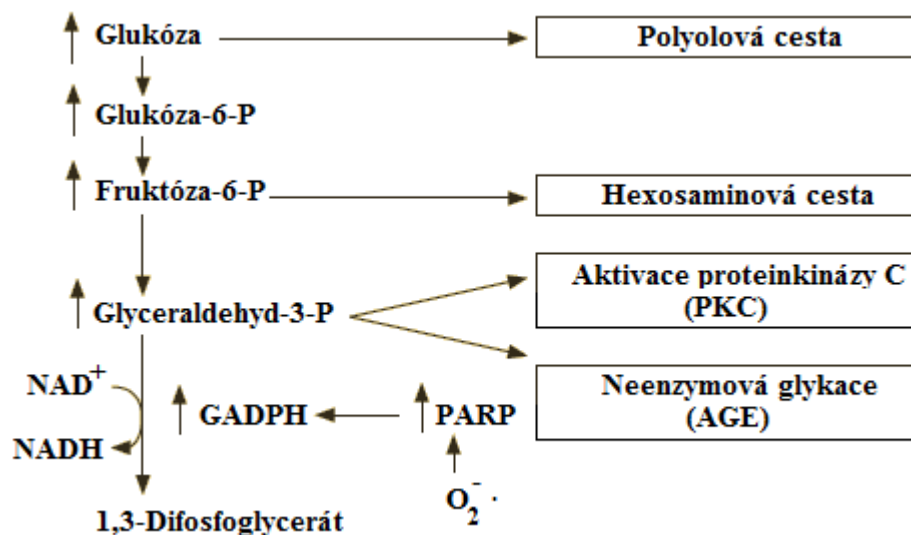 Glukóza
Polyolová cesta
Glukóza-6-P
Fruktóza-6-P
Hexosaminová cesta
Aktivace proteinkinázy C
(PKC)
Glyceraldehyd-3-P
Neenzymová glykace
(AGE)
NAD⁺
GADPH
PARP
NADH
O₂⁻·
1,3-Difosfoglycerát